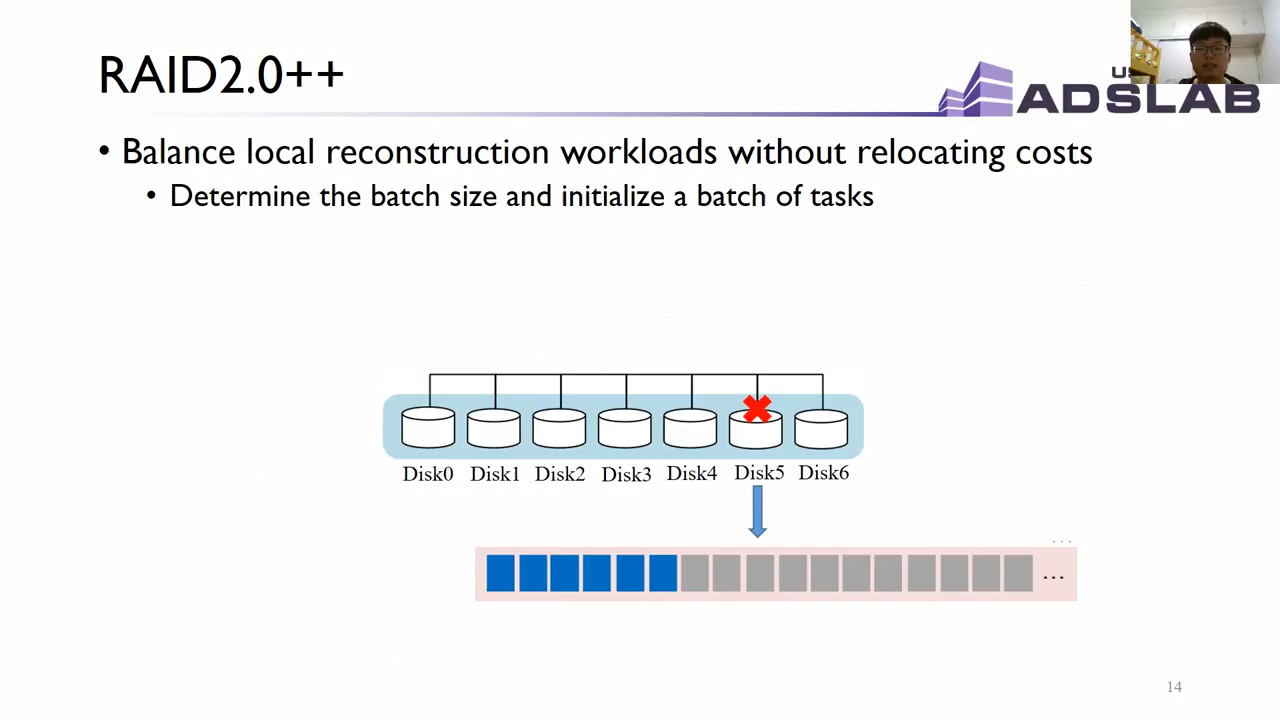 RAID2.0++
US
ADSLAB
• Balance local reconstruction workloads without relocating costs
• Determine the batch size and initialize a batch of tasks
Disk0 Disk1 Disk2 Disk3 Disk4 Disk5 Disk6
...
...
14